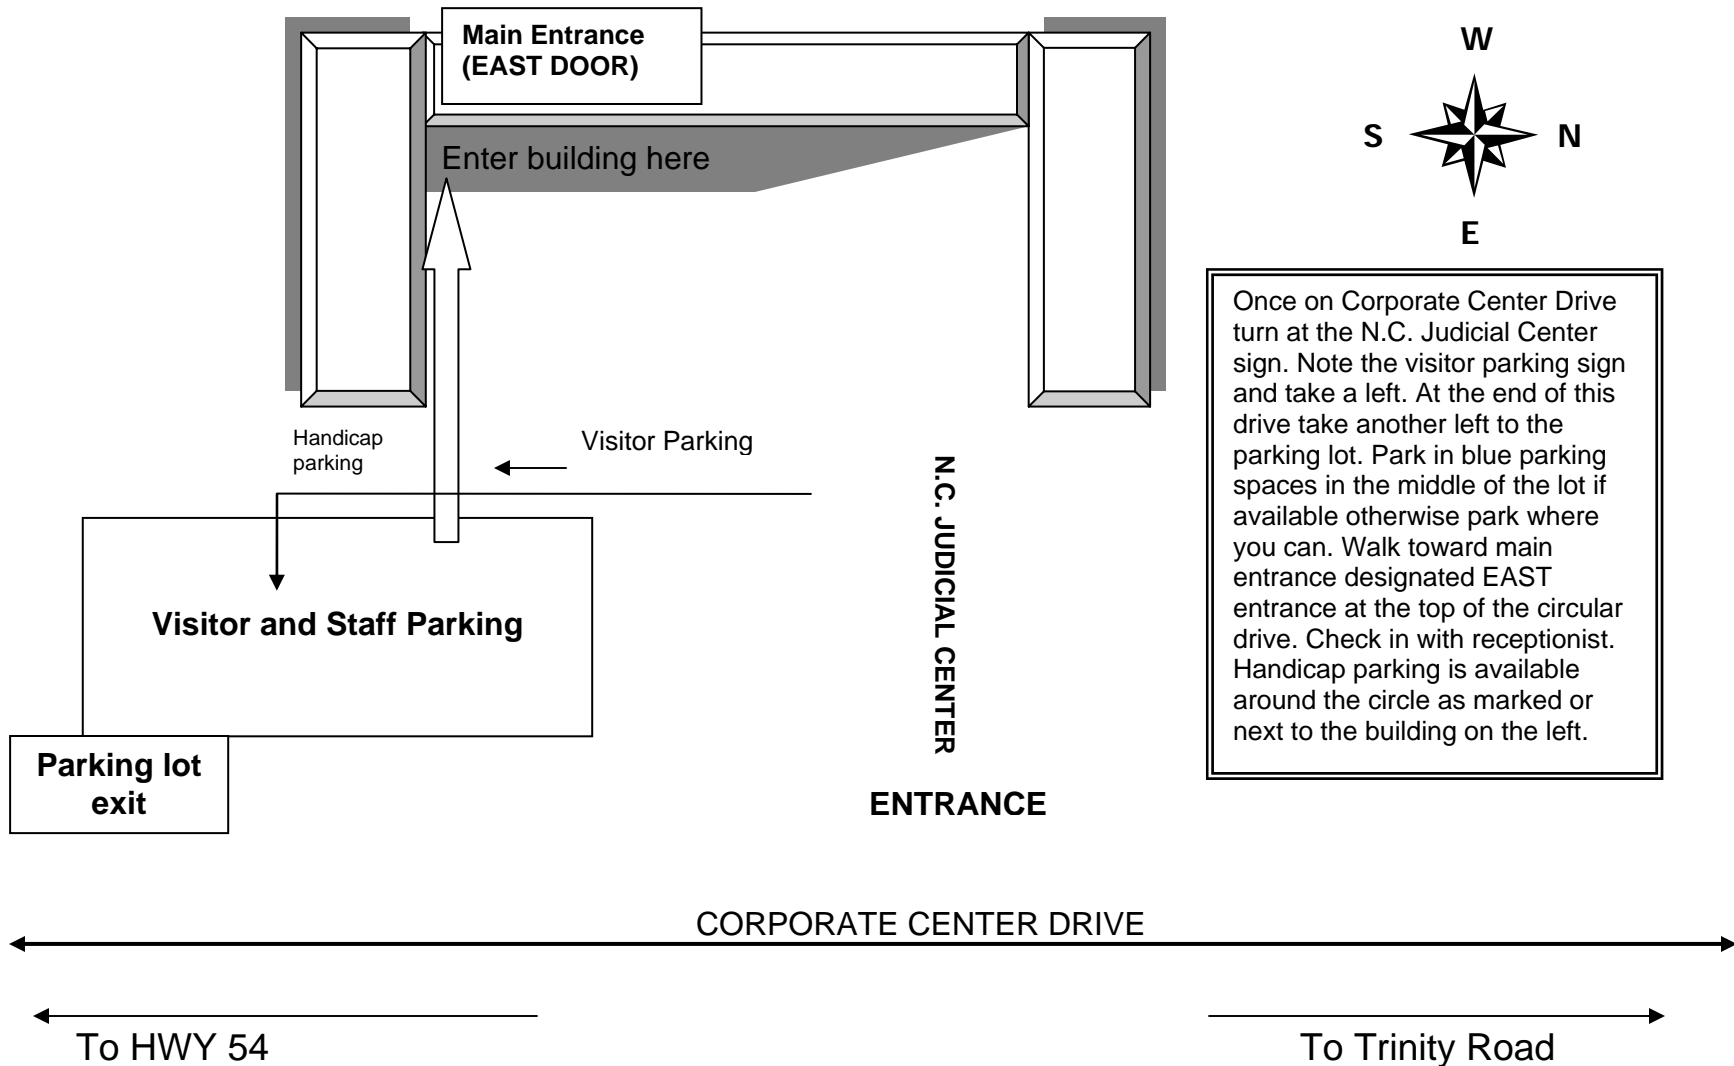 Main Entrance
(EAST DOOR)
Enter building here
W
S
N
E
Once on Corporate Center Drive
turn at the N.C. Judicial Center
sign. Note the visitor parking sign
and take a left. At the end of this
drive take another left to the
parking lot. Park in blue parking
spaces in the middle of the lot if
available otherwise park where
you can. Walk toward main
entrance designated EAST
entrance at the top of the circular
drive. Check in with receptionist.
Handicap parking is available
around the circle as marked or
next to the building on the left.
Handicap
parking
Visitor Parking
N.C. JUDICIAL CENTER
Visitor and Staff Parking
Parking lot
exit
ENTRANCE
CORPORATE CENTER DRIVE
To HWY 54
To Trinity Road